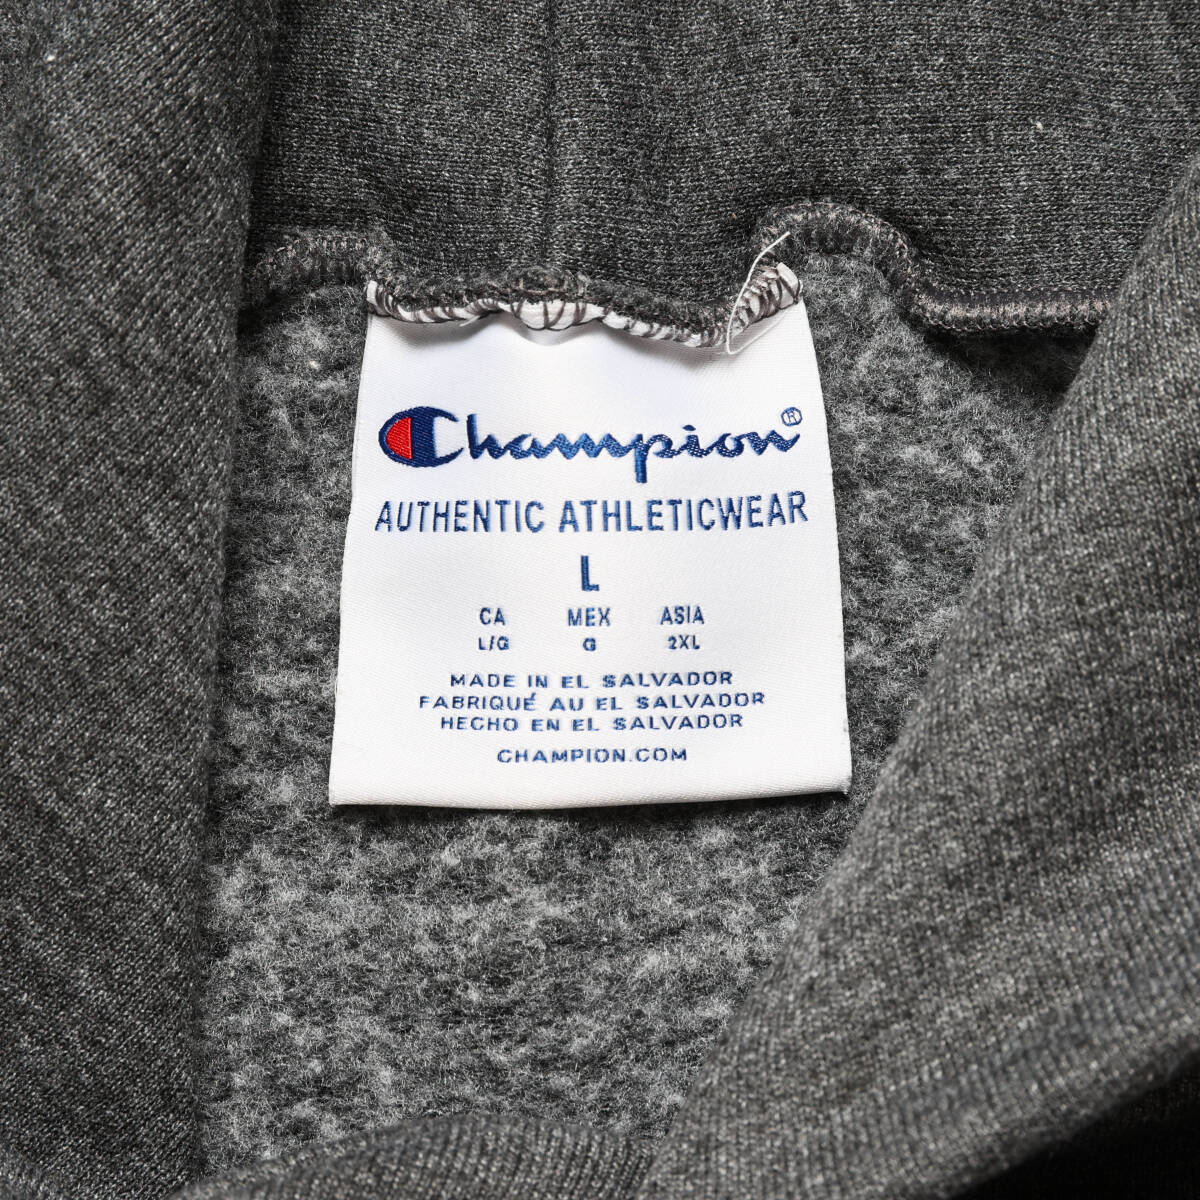 Champion®
AUTHENTIC ATHLETICWEAR
L
CA MEX ASIA
L/G G 2XL
MADE IN EL SALVADOR
FABRIQUÉ AU EL SALVADOR
HECHO EN EL SALVADOR
CHAMPION.COM